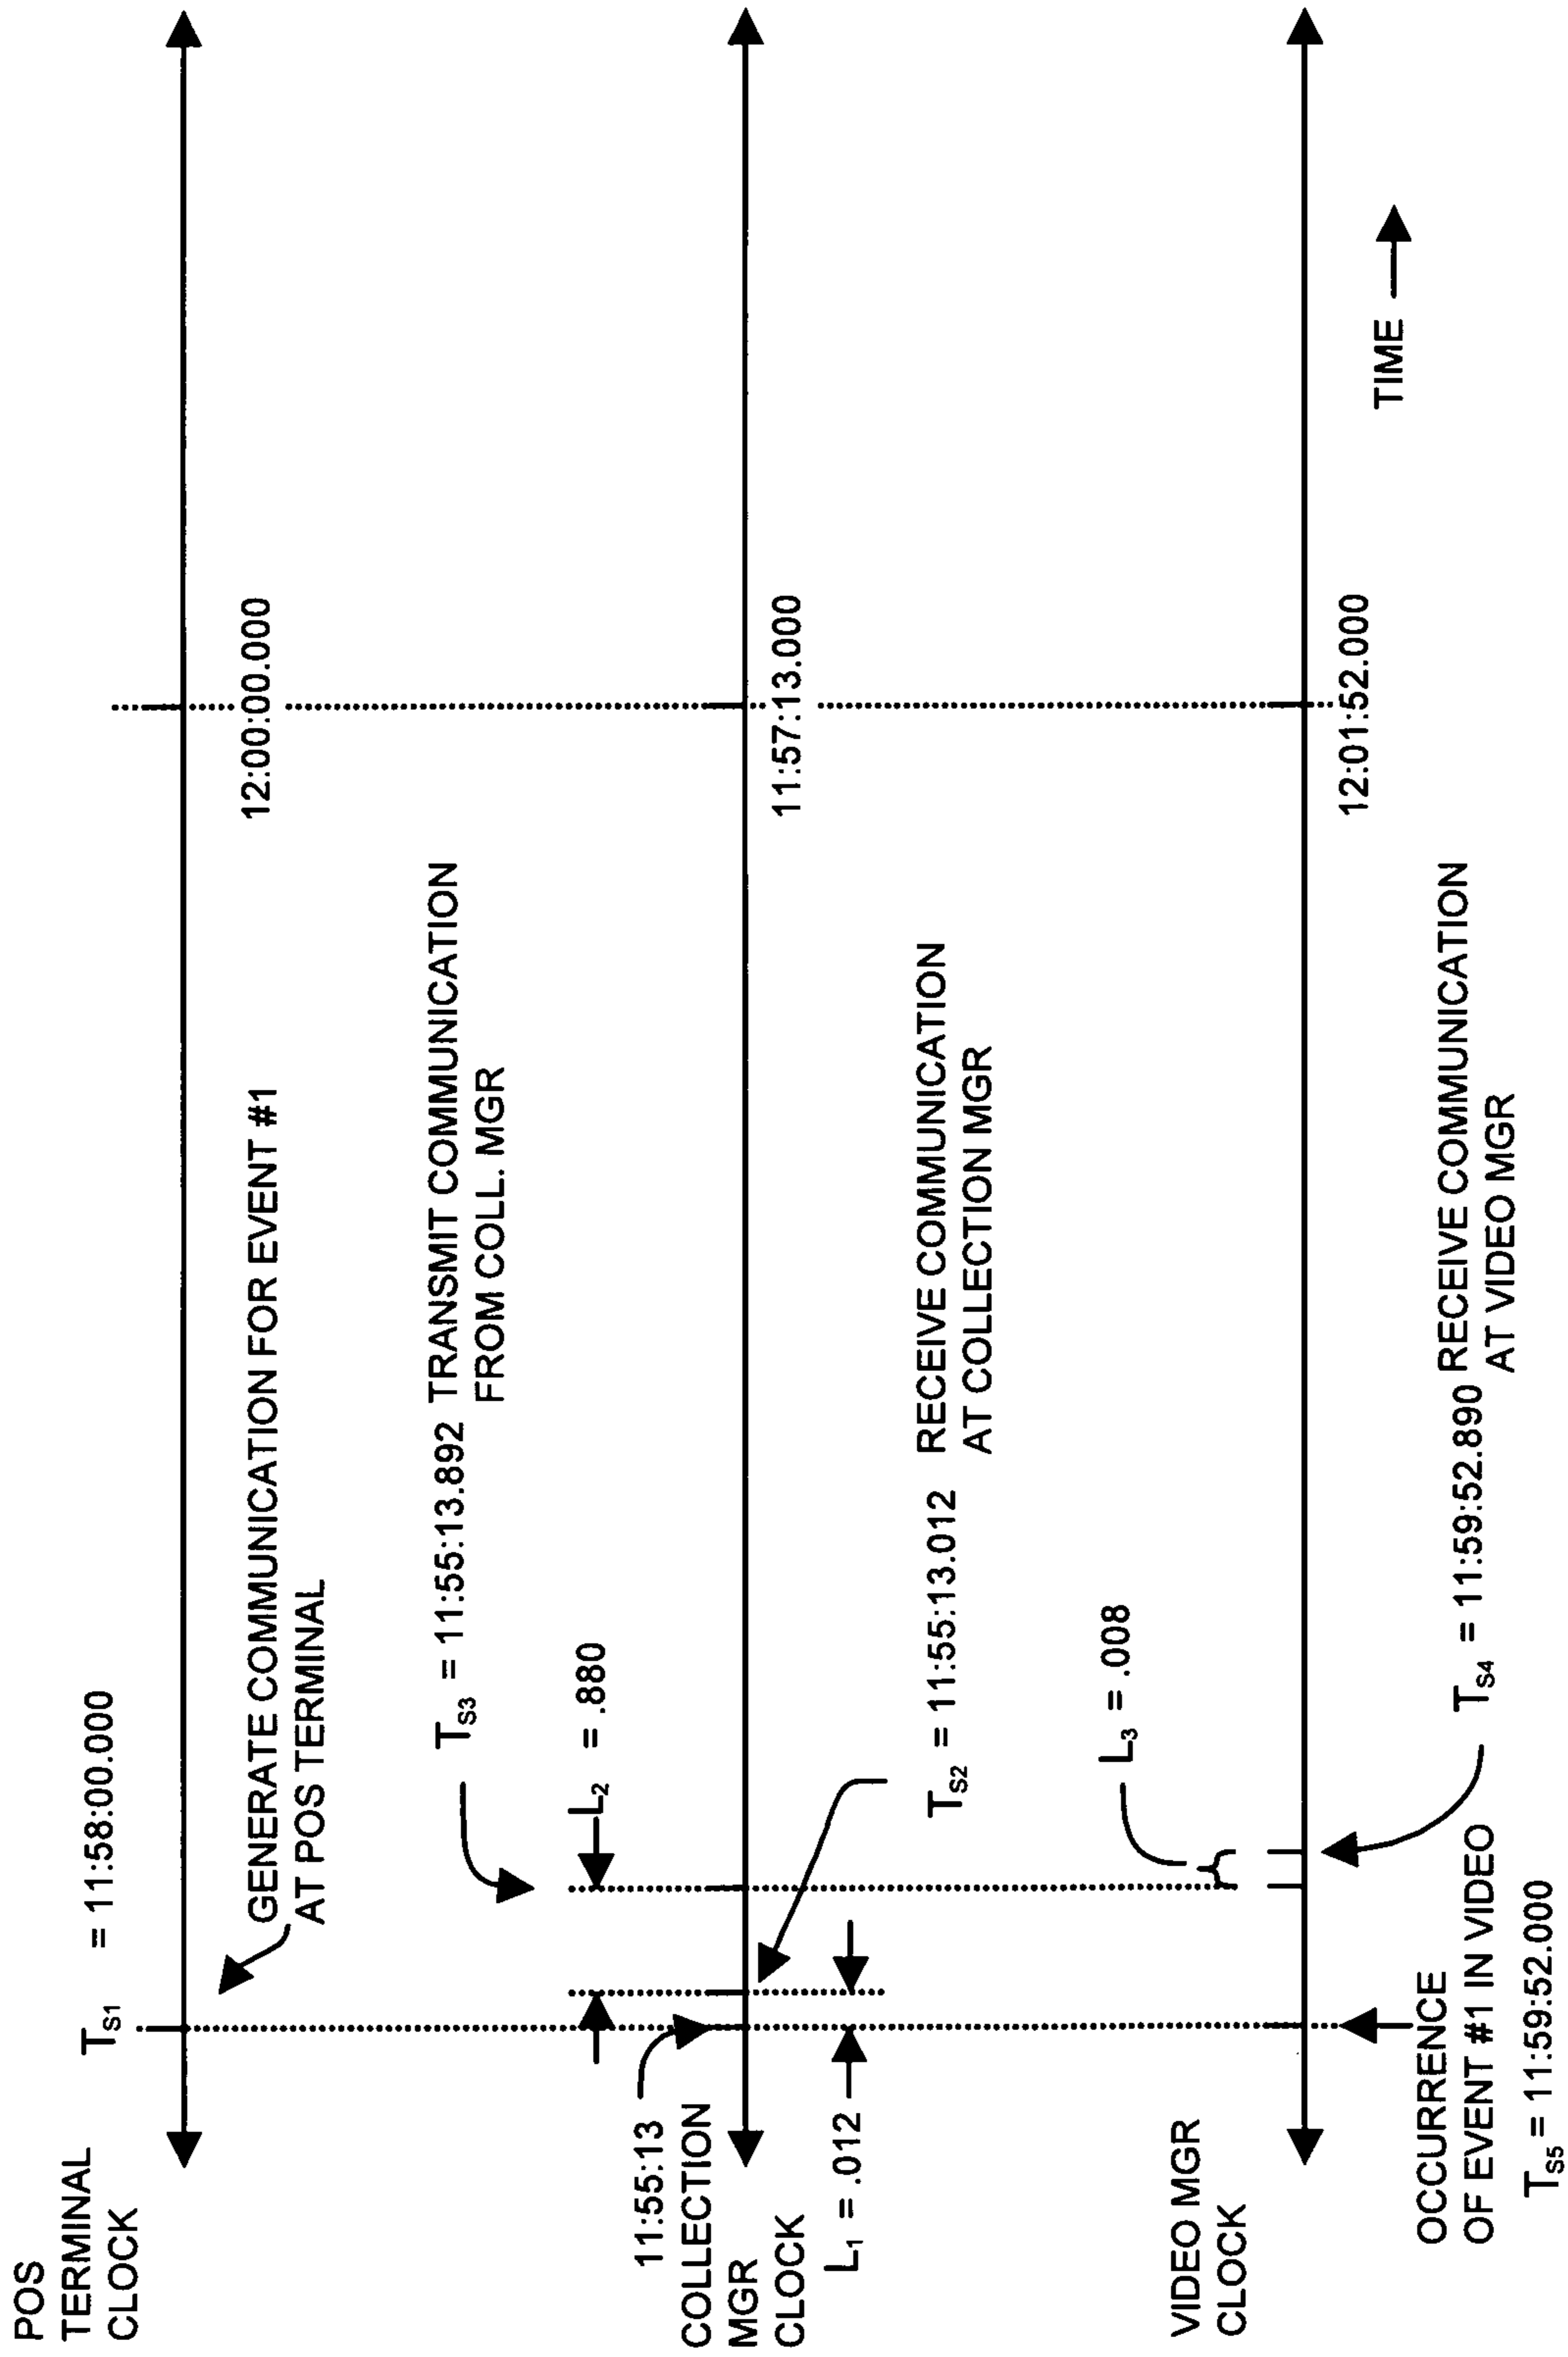 POS
TERMINAL
CLOCK
T_S1 = 11:58:00.000
GENERATE COMMUNICATION FOR EVENT #1
AT POS TERMINAL
12:00:00.000
T_S3 = 11:55:13.892 TRANSMIT COMMUNICATION
FROM COLL. MGR
L_2 = .880
11:55:13
COLLECTION
MGR
CLOCK
11:57:13.000
L_1 = .012
T_S2 = 11:55:13.012 RECEIVE COMMUNICATION
AT COLLECTION MGR
L_3 = .008
VIDEO MGR
CLOCK
12:01:52.000
TIME
OCCURRENCE
OF EVENT #1 IN VIDEO
T_S5 = 11:59:52.000
T_S4 = 11:59:52.890 RECEIVE COMMUNICATION
AT VIDEO MGR